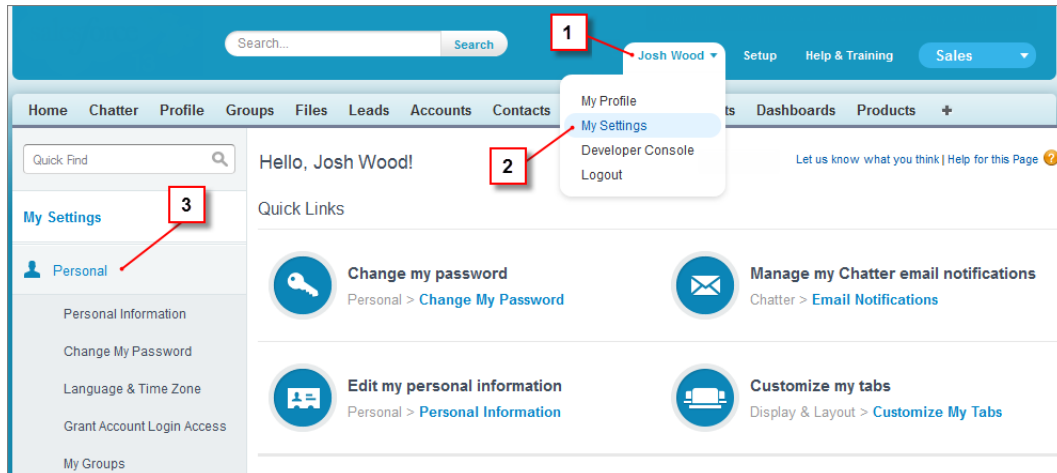 Search...
Search
1
Josh Wood
Setup
Help & Training
Sales
Home Chatter Profile Groups Files Leads Accounts Contacts Dashboards Products +
My Profile
My Settings
Developer Console
Logout
2
Quick Find
Hello, Josh Wood!
Let us know what you think | Help for this Page ?
My Settings
3
Quick Links
Personal
Personal Information
Change My Password
Language & Time Zone
Grant Account Login Access
My Groups
Change my password
Personal > Change My Password
Manage my Chatter email notifications
Chatter > Email Notifications
Edit my personal information
Personal > Personal Information
Customize my tabs
Display & Layout > Customize My Tabs